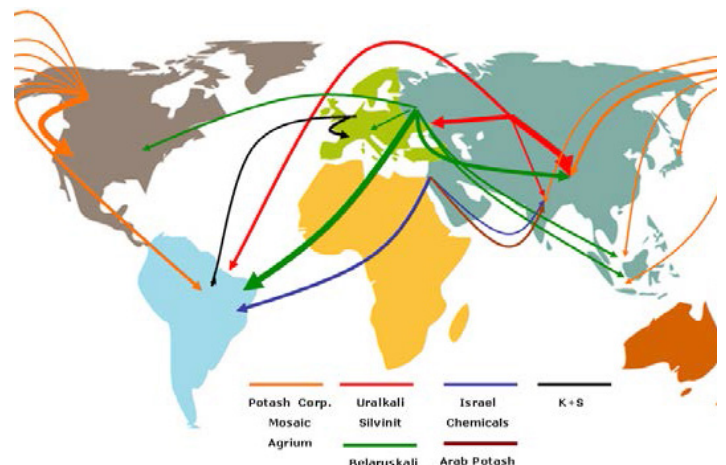 Potash Corp.
Mosaic
Agrium
Uralkali
Silvinit
Israel
Chemicals
K+S
Belaruskali
Arab Potash